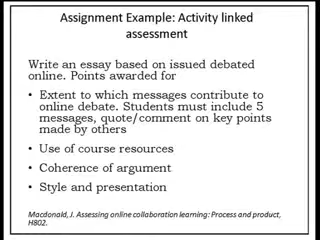 Assignment Example: Activity linked
assessment
Write an essay based on issued debated
online. Points awarded for
• Extent to which messages contribute to
online debate. Students must include 5
messages, quote/comment on key points
made by others
• Use of course resources
• Coherence of argument
• Style and presentation
Macdonald, J. Assessing online collaboration learning: Process and product,
H802.